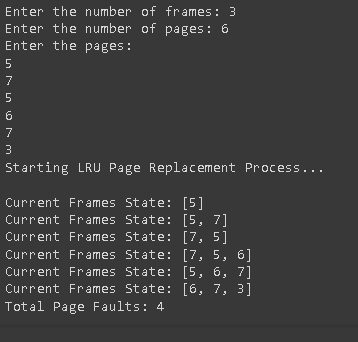 Enter the number of frames: 3
Enter the number of pages: 6
Enter the pages:
5
7
5
6
7
3
Starting LRU Page Replacement Process...
Current Frames State: [5]
Current Frames State: [5, 7]
Current Frames State: [7, 5]
Current Frames State: [7, 5, 6]
Current Frames State: [5, 6, 7]
Current Frames State: [6, 7, 3]
Total Page Faults: 4